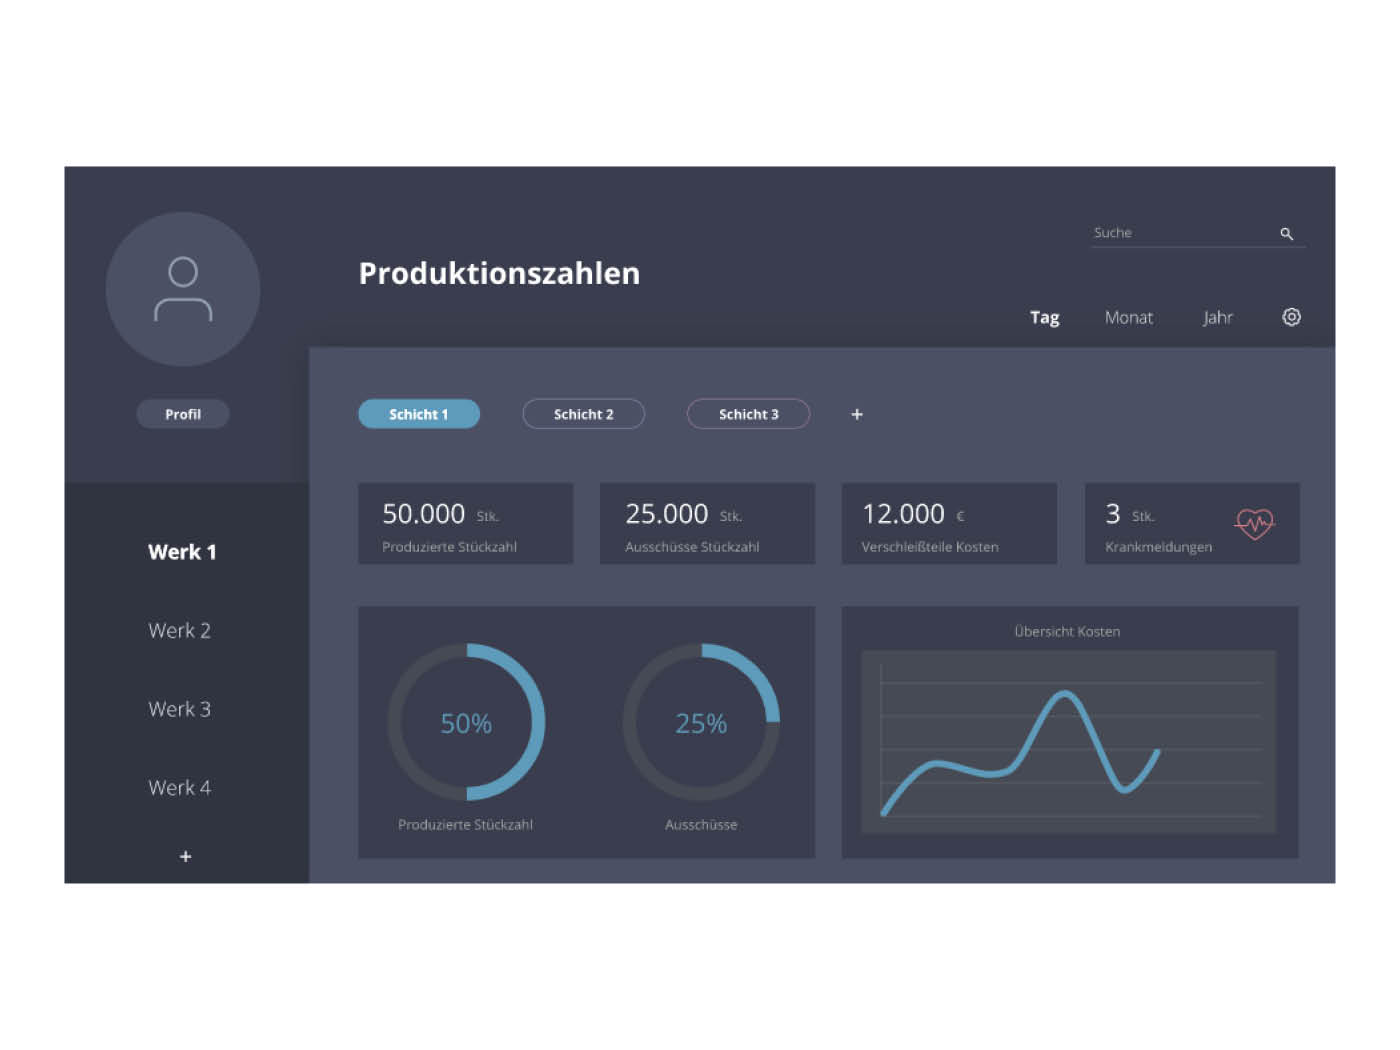 Suche
Produktionszahlen
Tag Monat Jahr
Profil
Schicht 1 Schicht 2 Schicht 3 +
50.000 Stk.
Produzierte Stückzahl
25.000 Stk.
Ausschüsse Stückzahl
12.000 €
Verschleißteile Kosten
3 Stk.
Krankmeldungen
Werk 1
Werk 2
Werk 3
Werk 4
+
50%
Produzierte Stückzahl
25%
Ausschüsse
Übersicht Kosten